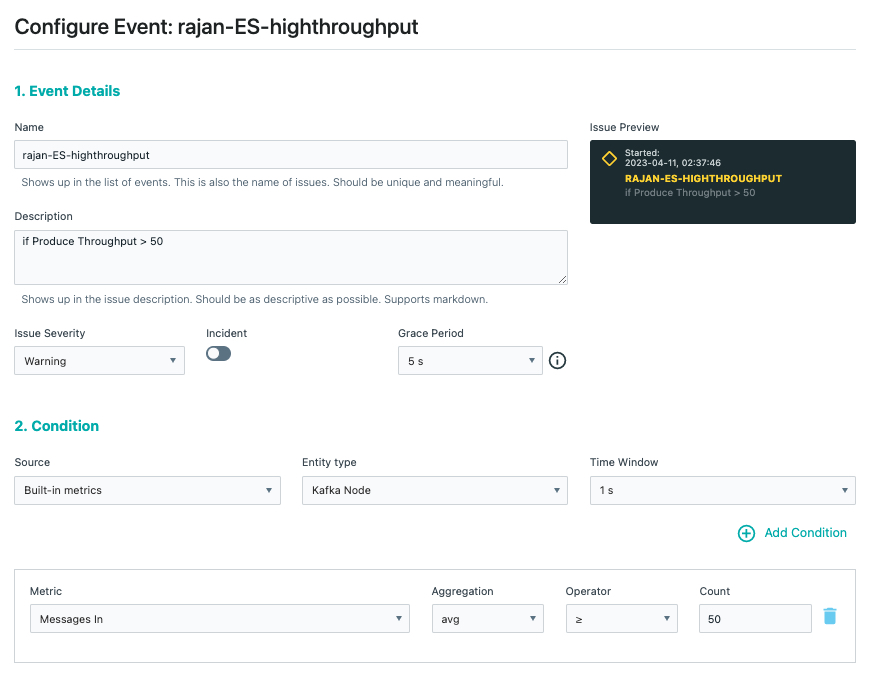 Configure Event: rajan-ES-highthroughput
1. Event Details
Name
rajan-ES-highthroughput
Shows up in the list of events. This is also the name of issues. Should be unique and meaningful.
Issue Preview
Started:
2023-04-11, 02:37:46
RAJAN-ES-HIGHTHROUGHPUT
if Produce Throughput > 50
Description
if Produce Throughput > 50
Shows up in the issue description. Should be as descriptive as possible. Supports markdown.
Issue Severity Incident Grace Period
Warning 5 s
2. Condition
Source Entity type Time Window
Built-in metrics Kafka Node 1 s
Add Condition
Metric Aggregation Operator Count
Messages In avg ≥ 50